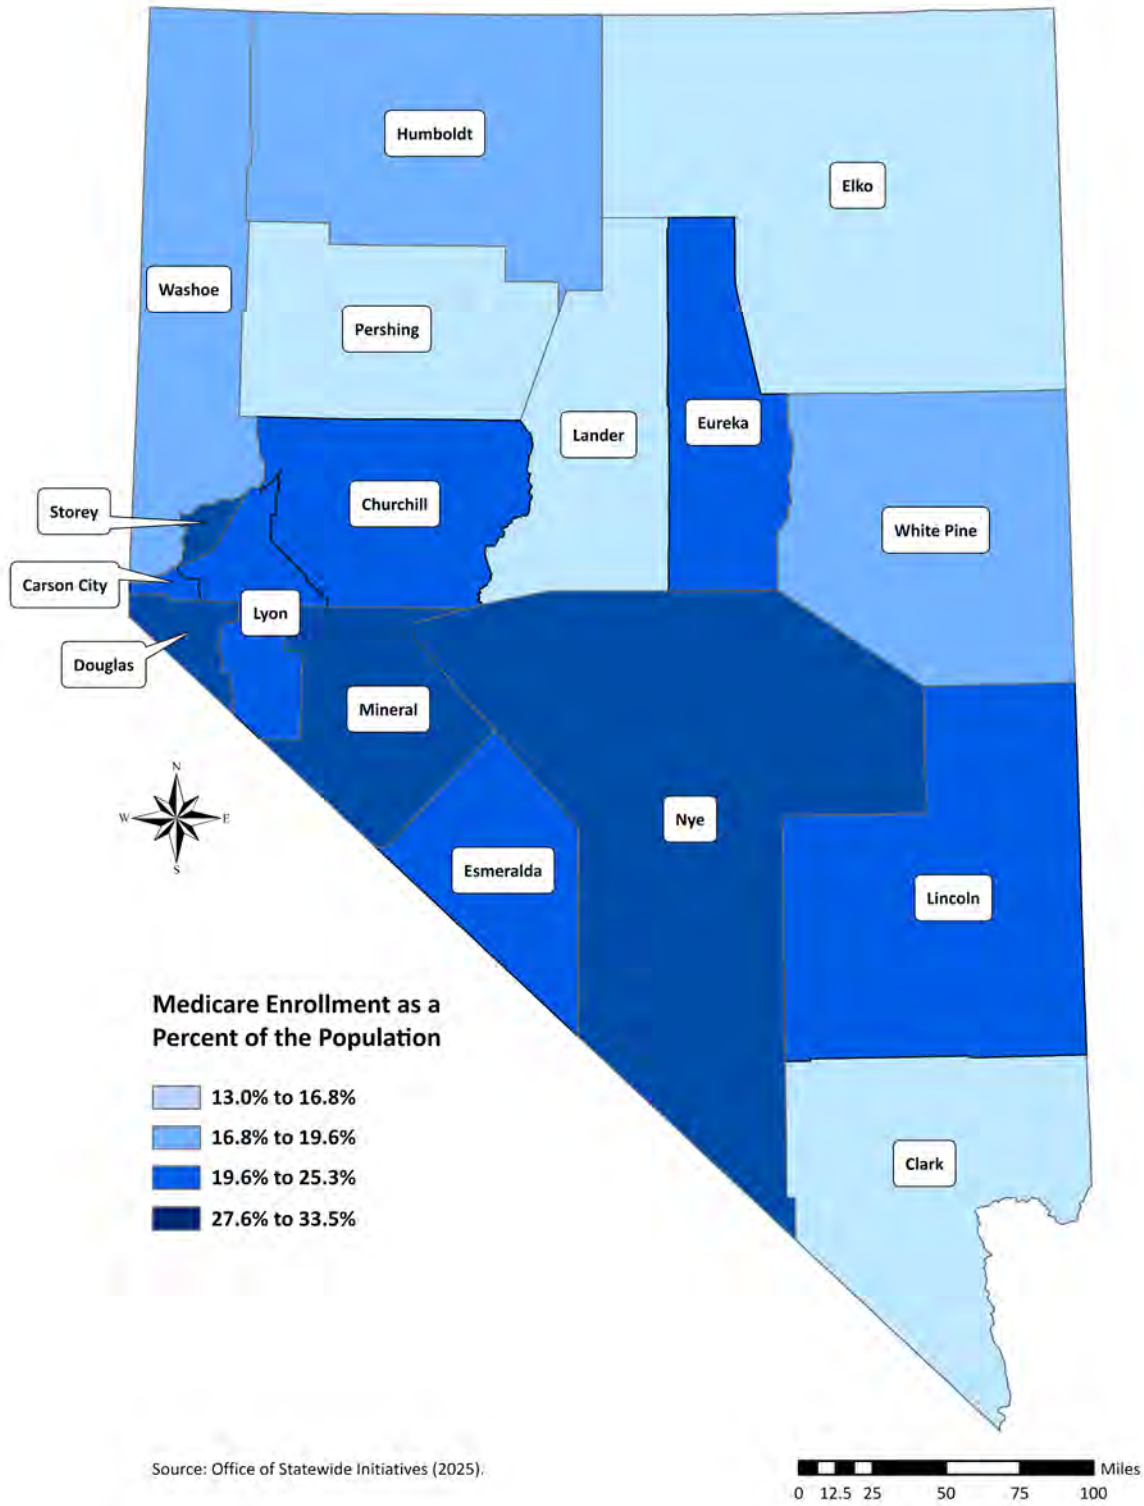 Humboldt
Elko
Washoe
Pershing
Eureka
Lander
Churchill
Storey
White Pine
Carson City
Lyon
Douglas
Mineral
N
W E
S
Nye
Esmeralda
Lincoln
Medicare Enrollment as a
Percent of the Population
13.0% to 16.8%
16.8% to 19.6%
19.6% to 25.3%
27.6% to 33.5%
Clark
Source: Office of Statewide Initiatives (2025).
Miles
0 12.5 25 50 75 100